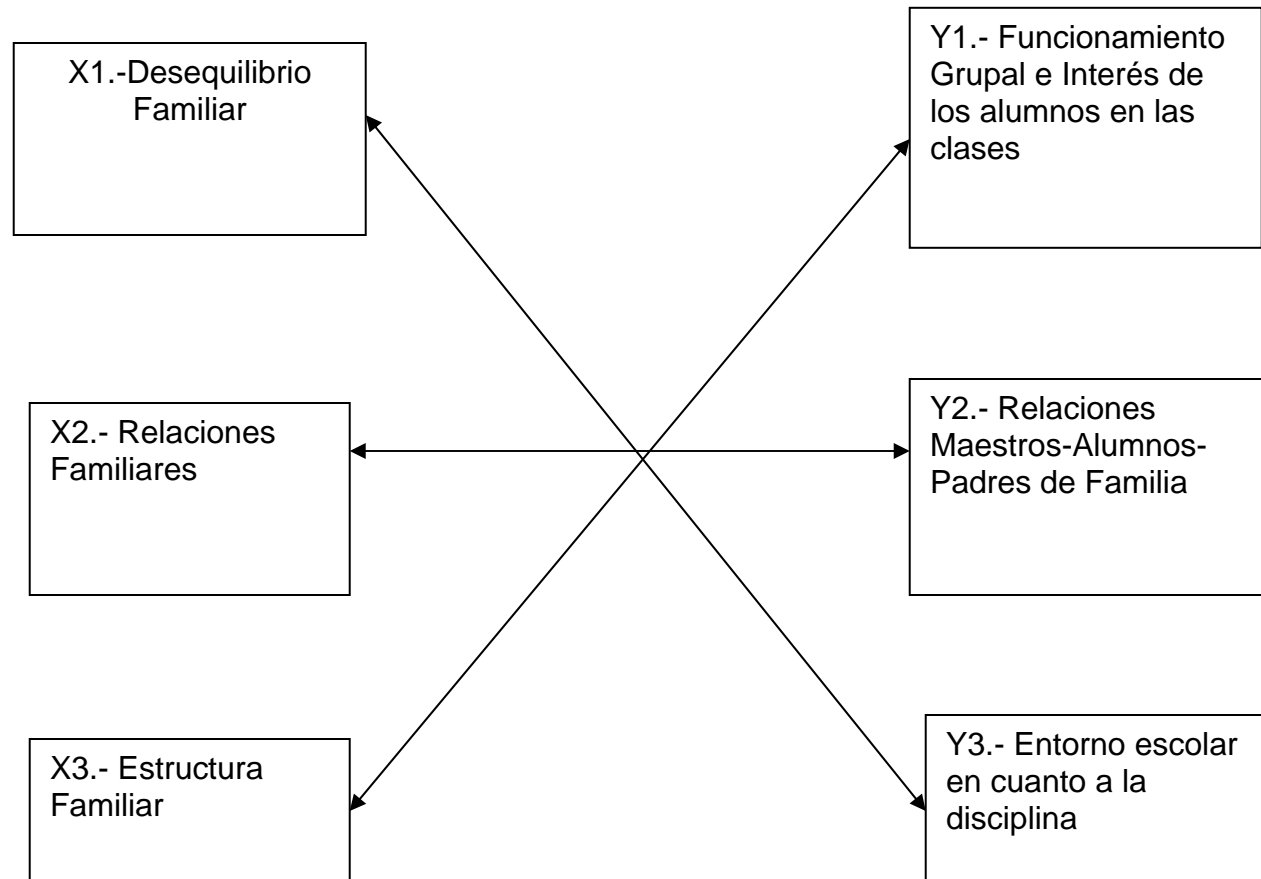 X1.-Desequilibrio
Familiar
Y1.- Funcionamiento
Grupal e Interés de
los alumnos en las
clases
X2.- Relaciones
Familiares
Y2.- Relaciones
Maestros-Alumnos-
Padres de Familia
X3.- Estructura
Familiar
Y3.- Entorno escolar
en cuanto a la
disciplina